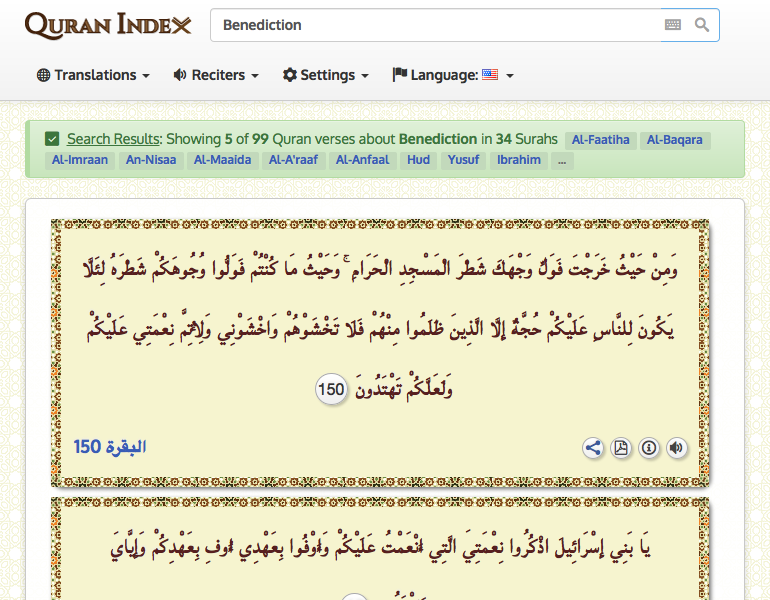 QURAN INDEX
Benediction
Translations
Reciters
Settings
Language:
Search Results: Showing 5 of 99 Quran verses about Benediction in 34 Surahs Al-Faatiha Al-Baqara
Al-Imraan An-Nisaa Al-Maaida Al-A'raaf Al-Anfaal Hud Yusuf Ibrahim ...
وَمِنْ حَيْثُ خَرَجْتَ فَوَلِّ وَجْهَكَ شَطْرَ الْمَسْجِدِ الْحَرَامِ ۚ وَحَيْثُ مَا كُنْتُمْ فَوَلُّوا وُجُوهَكُمْ شَطْرَهُ لِئَلَّا
يَكُونَ لِلنَّاسِ عَلَيْكُمْ حُجَّةٌ إِلَّا الَّذِينَ ظَلَمُوا مِنْهُمْ فَلَا تَخْشَوْهُمْ وَاخْشَوْنِي وَلِأُتِمَّ نِعْمَتِي عَلَيْكُمْ
وَلَعَلَّكُمْ تَهْتَدُونَ 150
البقرة 150
يَا بَنِي إِسْرَائِيلَ اذْكُرُوا نِعْمَتِيَ الَّتِي أَنْعَمْتُ عَلَيْكُمْ وَأَوْفُوا بِعَهْدِي أُوفِ بِعَهْدِكُمْ وَإِيَّايَ